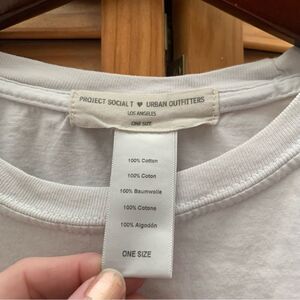 PROJECT SOCIAL T ♥ URBAN OUTFITTERS
LOS ANGELES
ONE SIZE
100% Cotton
100% Coton
100% Baumwolle
100% Cotone
100% Algodón
ONE SIZE